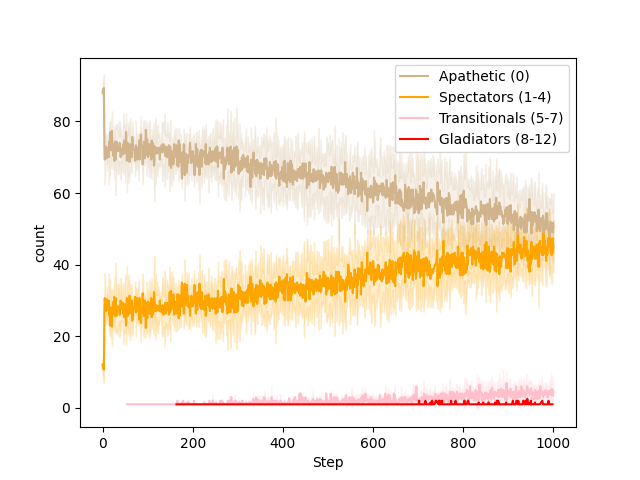 Apathetic (0)
Spectators (1-4)
Transitionals (5-7)
Gladiators (8-12)
count
80
60
40
20
0
0 200 400 600 800 1000
Step